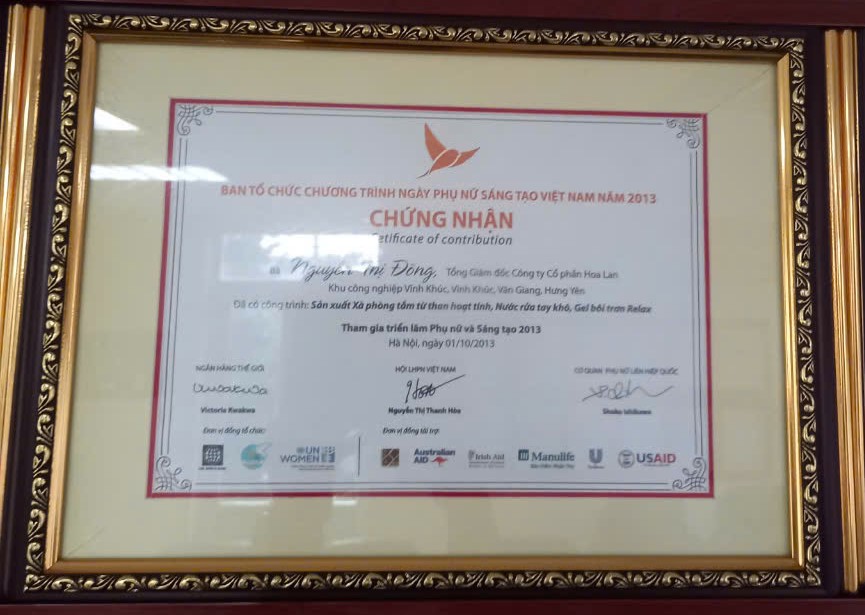 BAN TỔ CHỨC CHƯƠNG TRÌNH NGÀY PHỤ NỮ SÁNG TẠO VIỆT NAM NĂM 2013
CHỨNG NHẬN
Cetificate of contribution
Bà Nguyễn Thị Đông, Tổng Giám đốc Công ty Cổ phần Hoa Lan
Khu công nghiệp Vĩnh Khúc, Vĩnh Khúc, Văn Giang, Hưng Yên
Đã có công trình: Sản xuất Xà phòng tắm từ than hoạt tính, Nước rửa tay khô, Gel bôi trơn Relax
Tham gia triển lãm Phụ nữ và Sáng tạo 2013
Hà Nội, ngày 01/10/2013
NGÂN HÀNG THẾ GIỚI
Victoria Kwakwa
HỘI LHPN VIỆT NAM
Nguyễn Thị Thanh Hòa
CƠ QUAN PHỤ NỮ LIÊN HIỆP QUỐC
Shoko Ishikawa
Đơn vị đồng tổ chức:
UN WOMEN
Đơn vị đồng tài trợ:
Australian AID
Irish Aid
Manulife
USAID